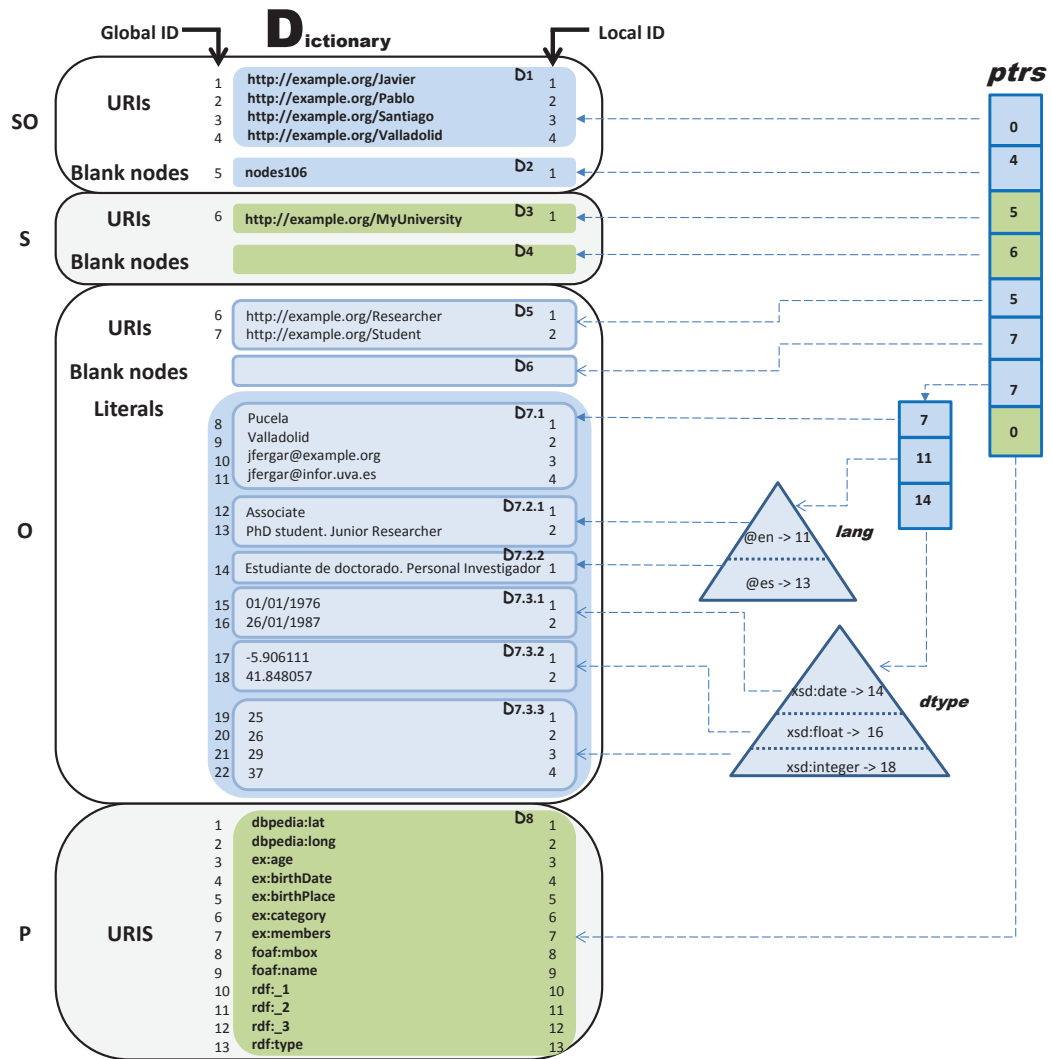 Global ID Dictionary Local ID
ptrs
SO
URIs
D1
1 http://example.org/Javier 1
2 http://example.org/Pablo 2
3 http://example.org/Santiago 3
4 http://example.org/Valladolid 4
0
Blank nodes 5 nodes106 D2 1
4
S
URIs 6 http://example.org/MyUniversity D3 1
5
Blank nodes D4
6
O
URIs
D5
6 http://example.org/Researcher 1
7 http://example.org/Student 2
5
Blank nodes D6
7
Literals
7
0
D7.1
8 Pucela 1
9 Valladolid 2
10 jfergar@example.org 3
11 jfergar@infor.uva.es 4
7
11
14
D7.2.1
12 Associate 1
13 PhD student. Junior Researcher 2
D7.2.2
14 Estudiante de doctorado. Personal Investigador 1
lang
@en -> 11
@es -> 13
D7.3.1
15 01/01/1976 1
16 26/01/1987 2
D7.3.2
17 -5.906111 1
18 41.848057 2
D7.3.3
19 25 1
20 26 2
21 29 3
22 37 4
dtype
xsd:date -> 14
xsd:float -> 16
xsd:integer -> 18
P
URIS
D8
1 dbpedia:lat 1
2 dbpedia:long 2
3 ex:age 3
4 ex:birthDate 4
5 ex:birthPlace 5
6 ex:category 6
7 ex:members 7
8 foaf:mbox 8
9 foaf:name 9
10 rdf:_1 10
11 rdf:_2 11
12 rdf:_3 12
13 rdf:type 13